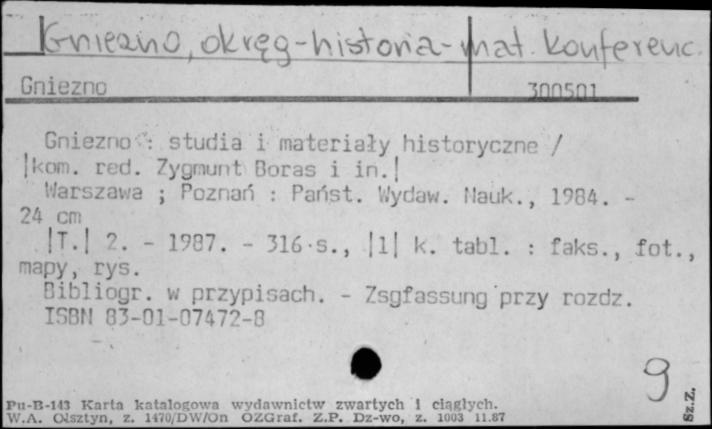 Gniezno, okręg-historia-mat. konferenc.
Gniezno 300501
Gniezno : studia i materiały historyczne /
|kom. red. Zygmunt Boras i in.|
Warszawa ; Poznań : Państ. Wydaw. Nauk., 1984. -
24 cm
|T.| 2. - 1987. - 316 s., |1| k. tabl. : faks., fot.,
mapy, rys.
Bibliogr. w przypisach. - Zsgfassung przy rozdz.
ISBN 83-01-07472-8
9
Sz.Z.
Pu-B-143 Karta katalogowa wydawnictw zwartych i ciągłych.
W.A. Olsztyn, z. 1470/DW/On OZGraf. Z.P. Dz-wo, z. 1003 11.87